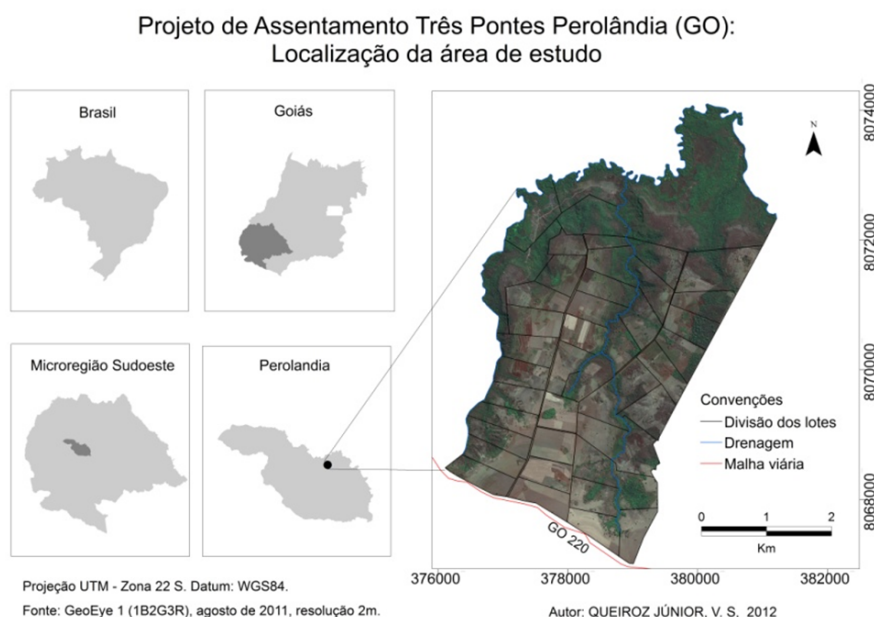 Projeto de Assentamento Três Pontes Perolândia (GO):
Localização da área de estudo
Brasil
Goiás
Microregião Sudoeste
Perolandia
N
8074000
8072000
8070000
8068000
Convenções
Divisão dos lotes
Drenagem
Malha viária
0 1 2
Km
GO 220
376000 378000 380000 382000
Projeção UTM - Zona 22 S. Datum: WGS84.
Fonte: GeoEye 1 (1B2G3R), agosto de 2011, resolução 2m.
Autor: QUEIROZ JÚNIOR, V. S, 2012